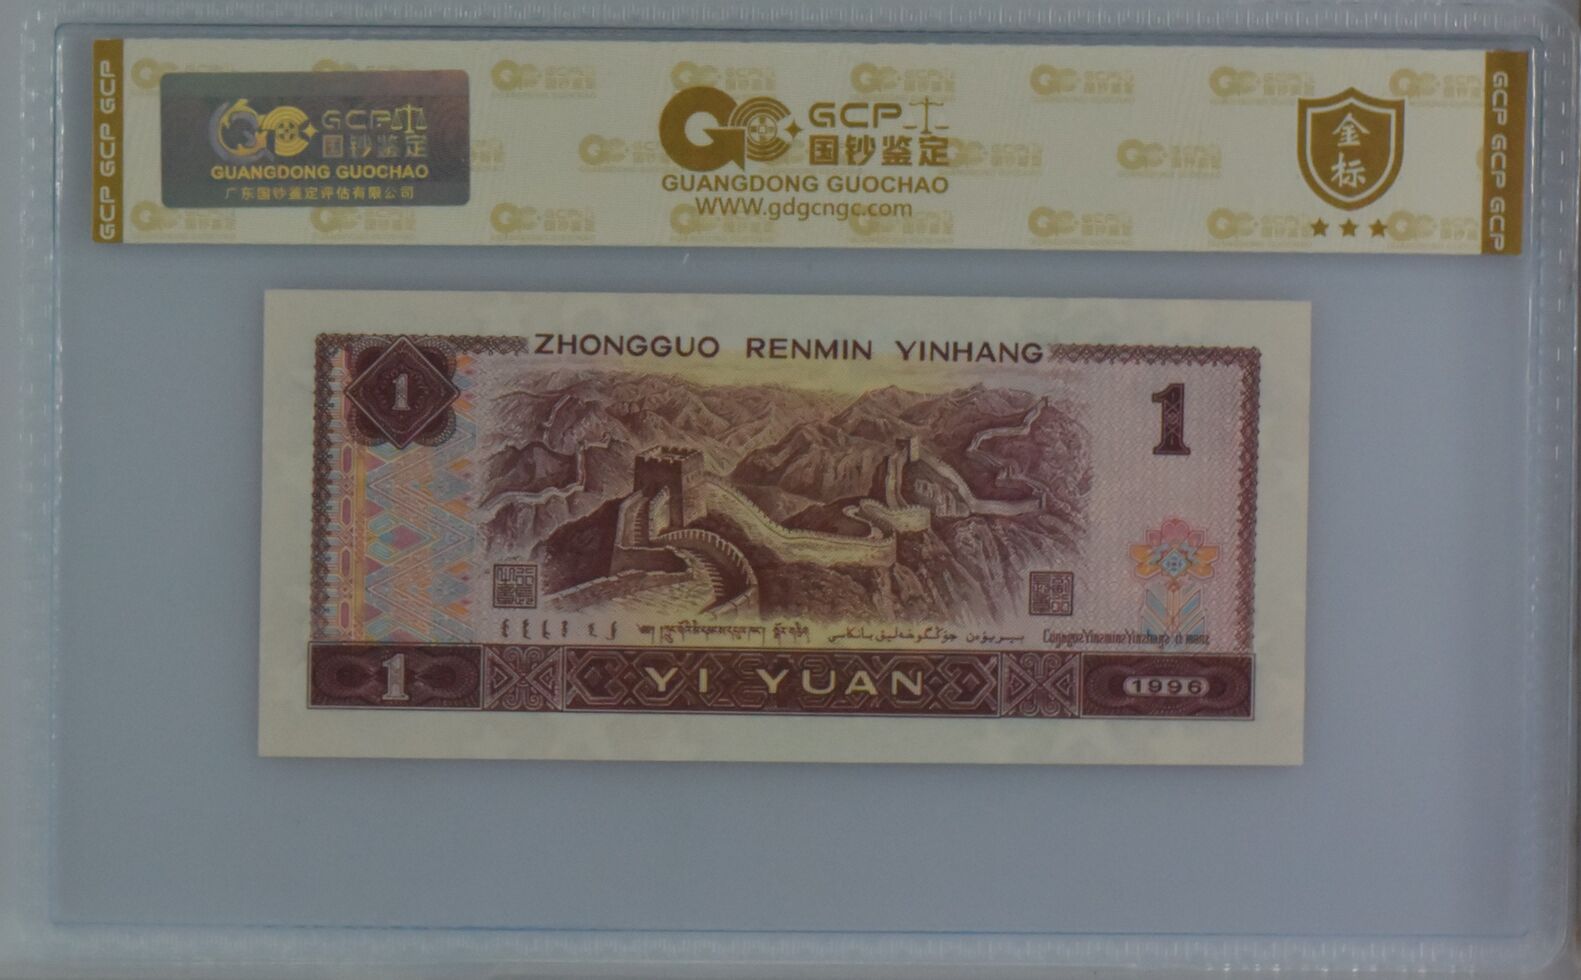 GCP GCP GCP
GCP
国钞鉴定
GUANGDONG GUOCHAO
广东国钞鉴定评估有限公司
GCP
国钞鉴定
GUANGDONG GUOCHAO
WWW.gdgcngc.com
金标
GCP GCP GCP
ZHONGGUO RENMIN YINHANG
1
1
1
YI YUAN
1996